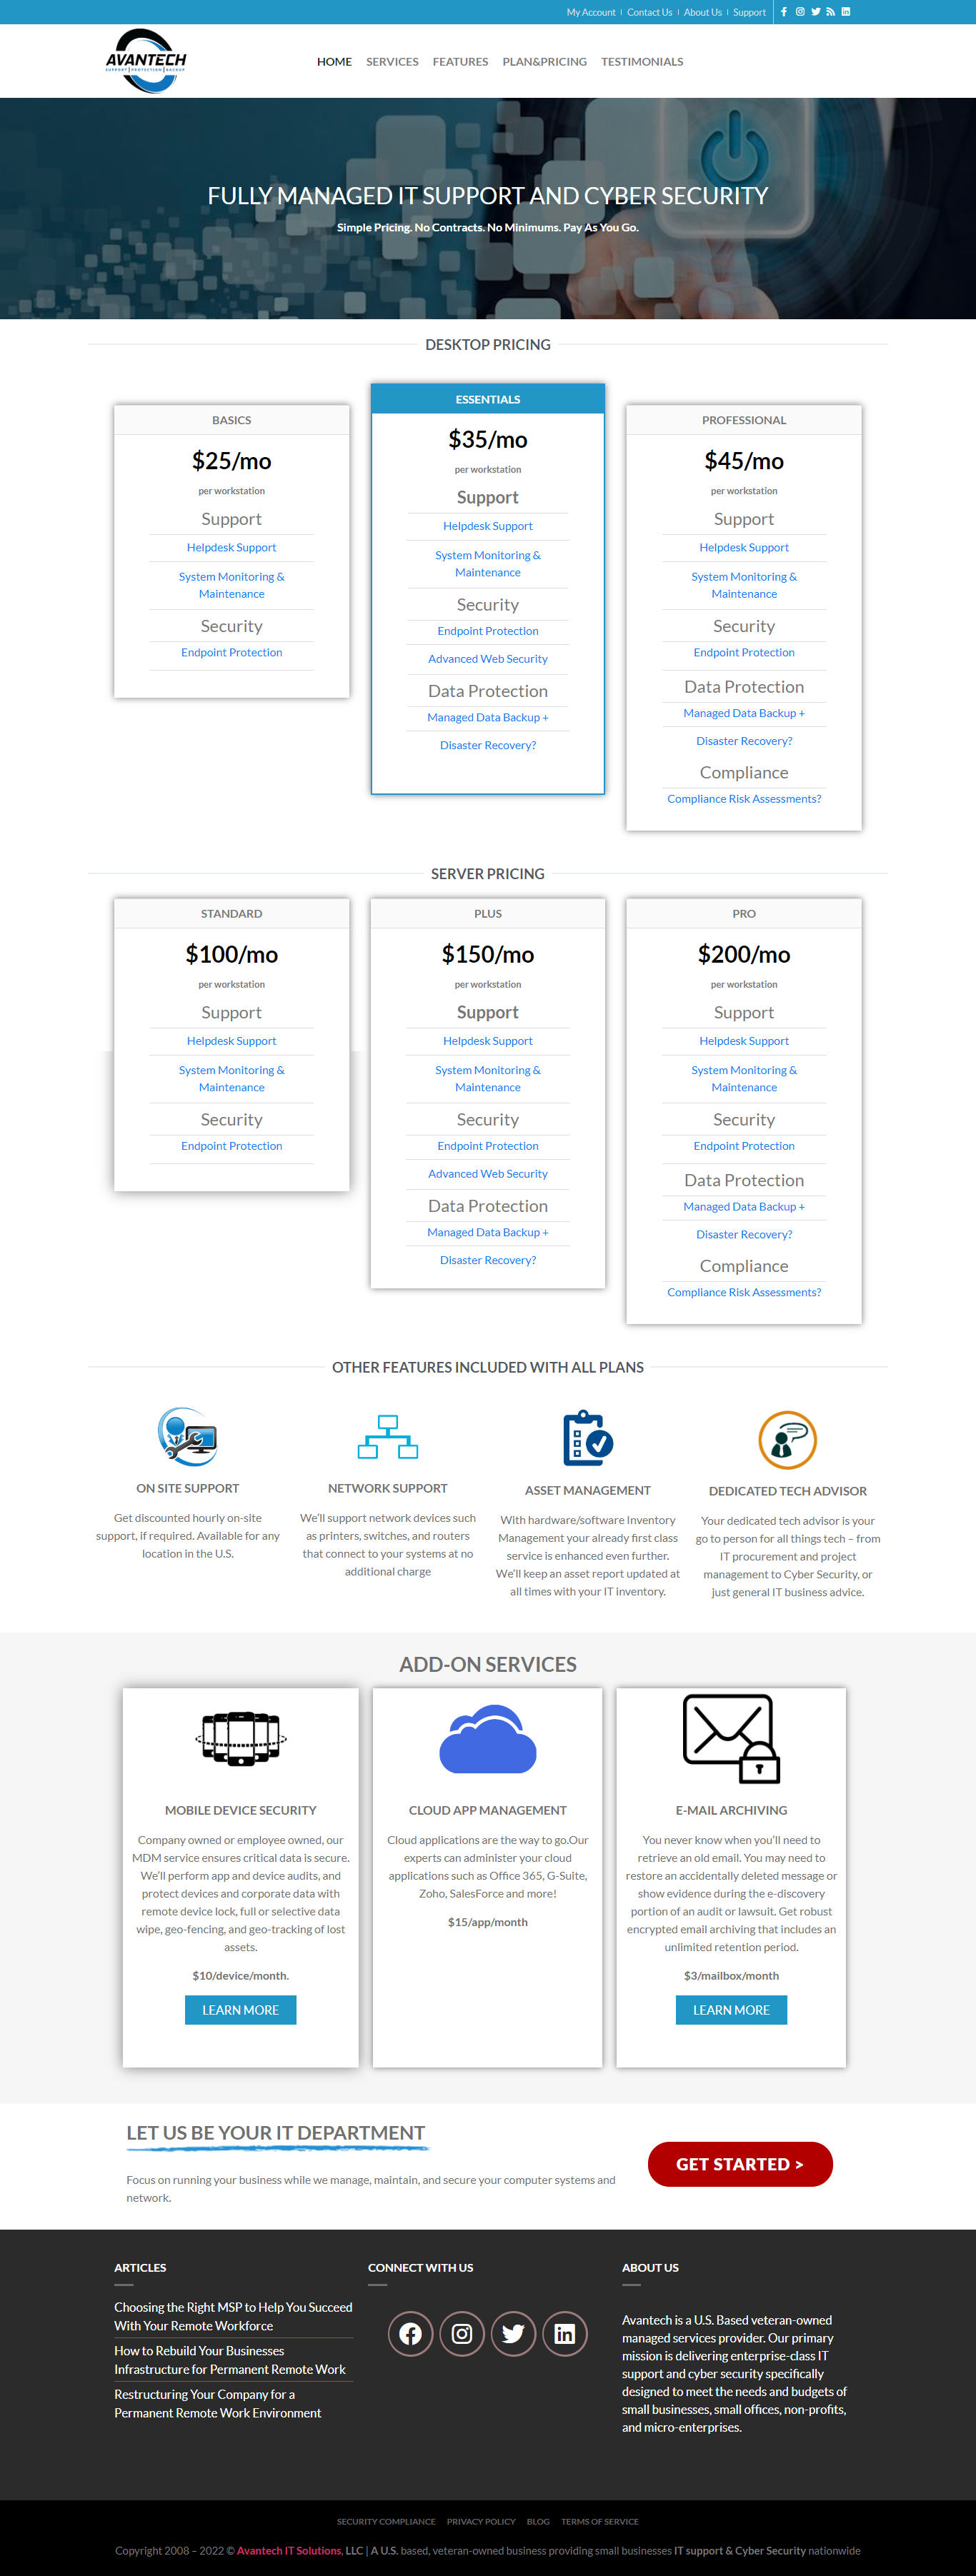 My Account | Contact Us | About Us | Support
AVANTECH
SUPPORT | PROTECTION | BACKUP
HOME SERVICES FEATURES PLAN&PRICING TESTIMONIALS
FULLY MANAGED IT SUPPORT AND CYBER SECURITY
Simple Pricing. No Contracts. No Minimums. Pay As You Go.
DESKTOP PRICING
BASICS
$25/mo
per workstation
Support
Helpdesk Support
System Monitoring &
Maintenance
Security
Endpoint Protection
ESSENTIALS
$35/mo
per workstation
Support
Helpdesk Support
System Monitoring &
Maintenance
Security
Endpoint Protection
Advanced Web Security
Data Protection
Managed Data Backup +
Disaster Recovery?
PROFESSIONAL
$45/mo
per workstation
Support
Helpdesk Support
System Monitoring &
Maintenance
Security
Endpoint Protection
Data Protection
Managed Data Backup +
Disaster Recovery?
Compliance
Compliance Risk Assessments?
SERVER PRICING
STANDARD
$100/mo
per workstation
Support
Helpdesk Support
System Monitoring &
Maintenance
Security
Endpoint Protection
PLUS
$150/mo
per workstation
Support
Helpdesk Support
System Monitoring &
Maintenance
Security
Endpoint Protection
Advanced Web Security
Data Protection
Managed Data Backup +
Disaster Recovery?
PRO
$200/mo
per workstation
Support
Helpdesk Support
System Monitoring &
Maintenance
Security
Endpoint Protection
Data Protection
Managed Data Backup +
Disaster Recovery?
Compliance
Compliance Risk Assessments?
OTHER FEATURES INCLUDED WITH ALL PLANS
ON SITE SUPPORT
Get discounted hourly on-site
support, if required. Available for any
location in the U.S.
NETWORK SUPPORT
We'll support network devices such
as printers, switches, and routers
that connect to your systems at no
additional charge
ASSET MANAGEMENT
With hardware/software Inventory
Management your already first class
service is enhanced even further.
We'll keep an asset report updated at
all times with your IT inventory.
DEDICATED TECH ADVISOR
Your dedicated tech advisor is your
go to person for all things tech – from
IT procurement and project
management to Cyber Security, or
just general IT business advice.
ADD-ON SERVICES
MOBILE DEVICE SECURITY
Company owned or employee owned, our
MDM service ensures critical data is secure.
We'll perform app and device audits, and
protect devices and corporate data with
remote device lock, full or selective data
wipe, geo-fencing, and geo-tracking of lost
assets.
$10/device/month.
LEARN MORE
CLOUD APP MANAGEMENT
Cloud applications are the way to go.Our
experts can administer your cloud
applications such as Office 365, G-Suite,
Zoho, SalesForce and more!
$15/app/month
E-MAIL ARCHIVING
You never know when you'll need to
retrieve an old email. You may need to
restore an accidentally deleted message or
show evidence during the e-discovery
portion of an audit or lawsuit. Get robust
encrypted email archiving that includes an
unlimited retention period.
$3/mailbox/month
LEARN MORE
LET US BE YOUR IT DEPARTMENT
Focus on running your business while we manage, maintain, and secure your computer systems and
network.
GET STARTED >
ARTICLES
Choosing the Right MSP to Help You Succeed
With Your Remote Workforce
How to Rebuild Your Businesses
Infrastructure for Permanent Remote Work
Restructuring Your Company for a
Permanent Remote Work Environment
CONNECT WITH US
ABOUT US
Avantech is a U.S. Based veteran-owned
managed services provider. Our primary
mission is delivering enterprise-class IT
support and cyber security specifically
designed to meet the needs and budgets of
small businesses, small offices, non-profits,
and micro-enterprises.
SECURITY COMPLIANCE PRIVACY POLICY BLOG TERMS OF SERVICE
Copyright 2008 – 2022 © Avantech IT Solutions, LLC | A U.S. based, veteran-owned business providing small businesses IT support & Cyber Security nationwide